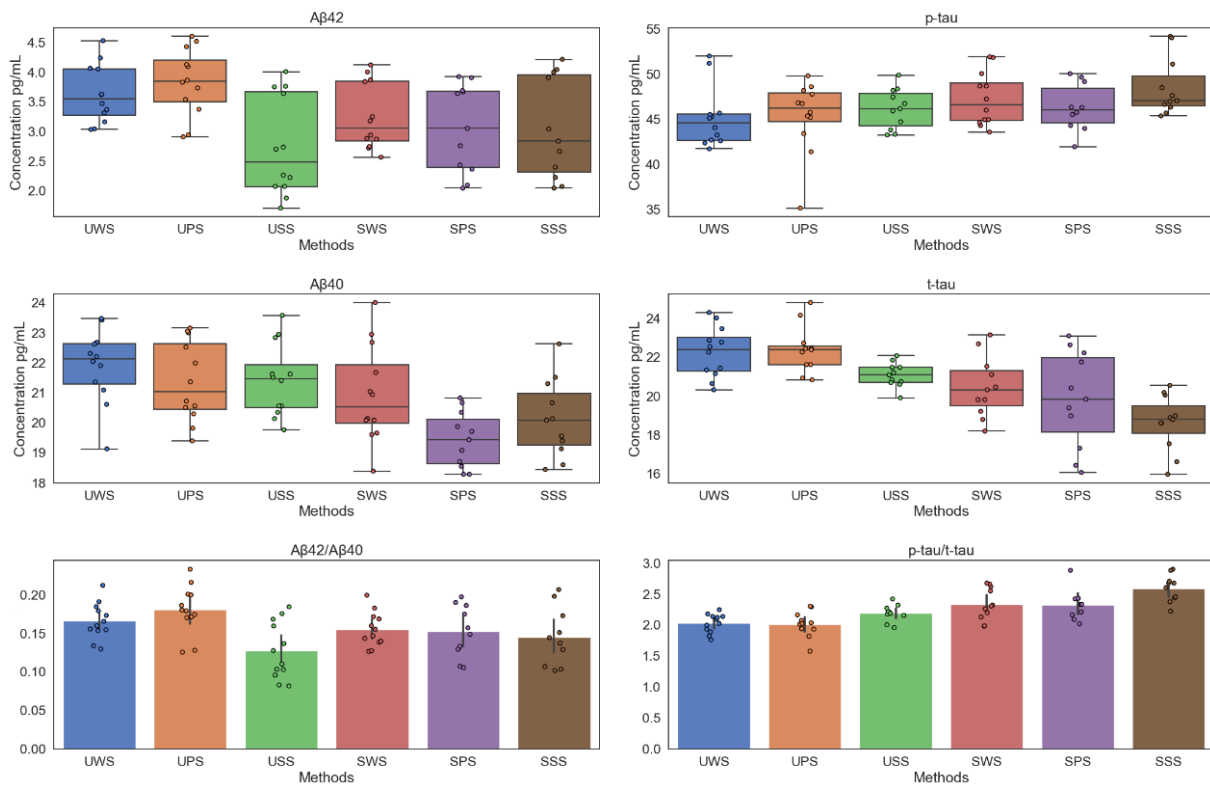 Aβ42
Concentration pg/mL
4.5
4.0
3.5
3.0
2.5
2.0
UWS UPS USS SWS SPS SSS
Methods
p-tau
Concentration pg/mL
55
50
45
40
35
UWS UPS USS SWS SPS SSS
Methods
Aβ40
Concentration pg/mL
24
23
22
21
20
19
18
UWS UPS USS SWS SPS SSS
Methods
t-tau
Concentration pg/mL
24
22
20
18
16
UWS UPS USS SWS SPS SSS
Methods
Aβ42/Aβ40
0.20
0.15
0.10
0.05
0.00
UWS UPS USS SWS SPS SSS
Methods
p-tau/t-tau
3.0
2.5
2.0
1.5
1.0
0.5
0.0
UWS UPS USS SWS SPS SSS
Methods